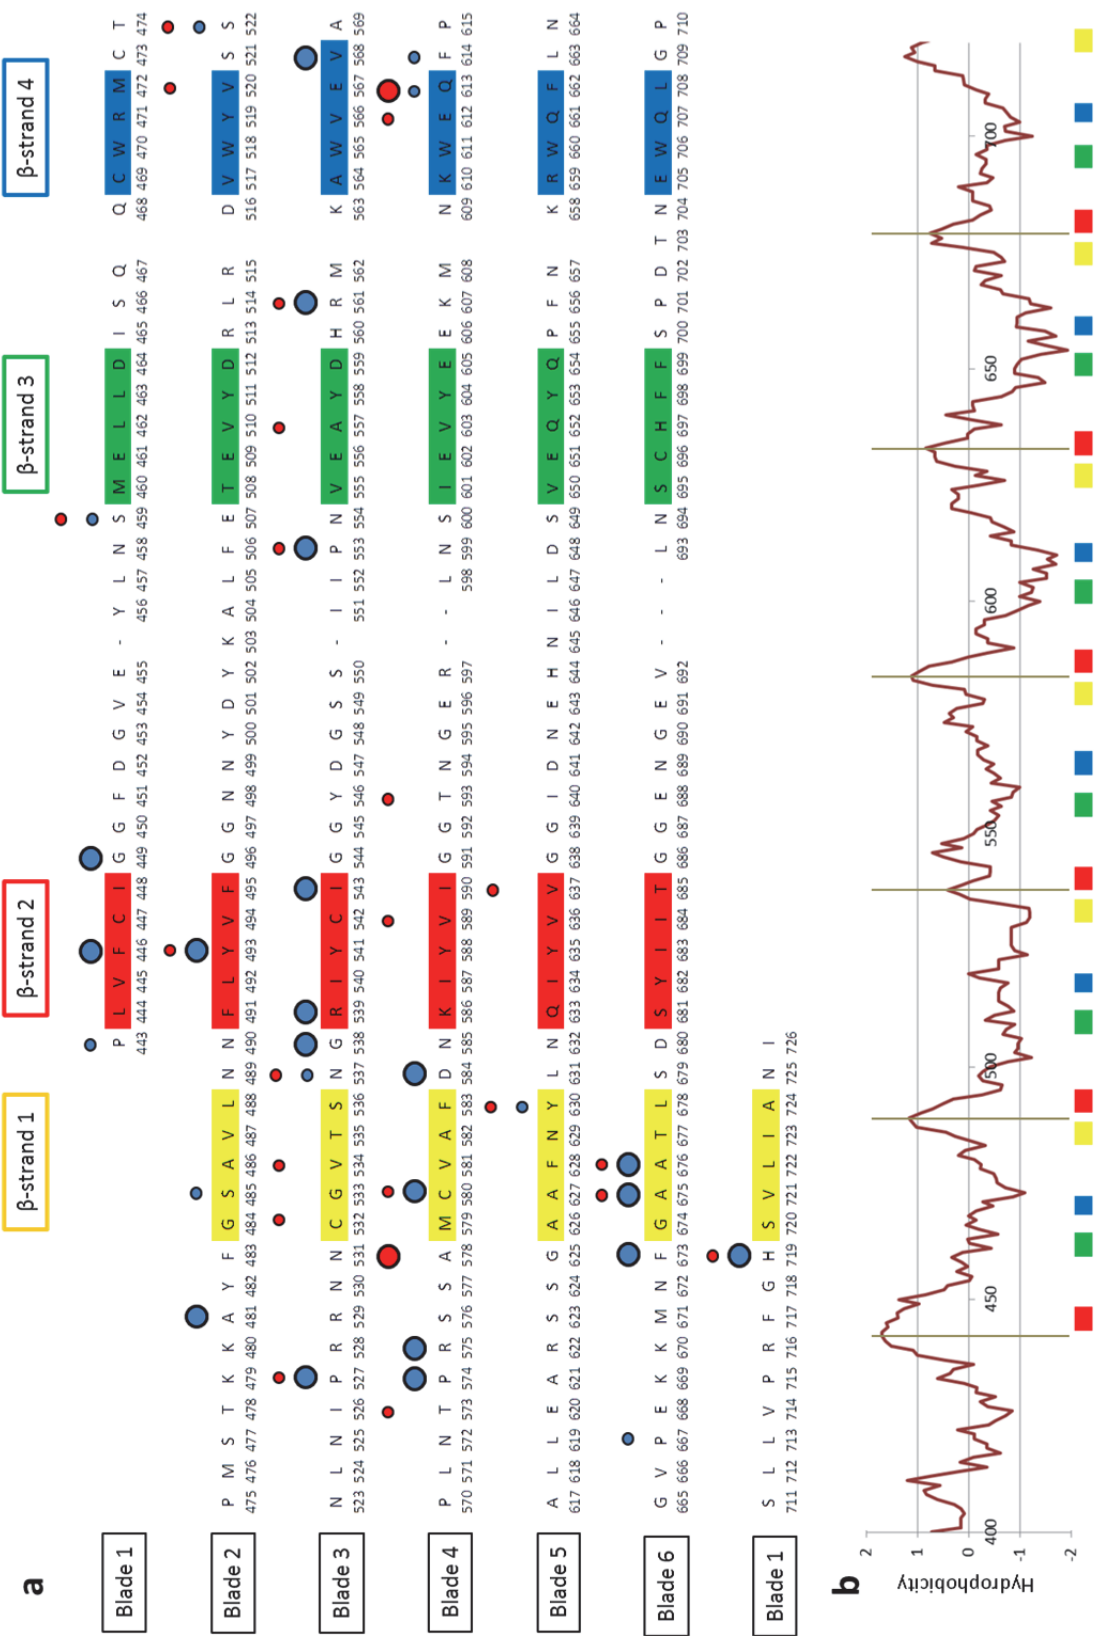 a
β-strand 1 β-strand 2 β-strand 3 β-strand 4
Blade 1 P L V F C I G G F D G V E - Y L N S M E L L D I S Q Q C W R M C T
443 444 445 446 447 448 449 450 451 452 453 454 455 456 457 458 459 460 461 462 463 464 465 466 467 468 469 470 471 472 473 474
Blade 2 P M S T K K A Y F G S A V L N N F L Y V F G G N N Y D Y K A L F E T E V Y D R L R D V W Y V S S
475 476 477 478 479 480 481 482 483 484 485 486 487 488 489 490 491 492 493 494 495 496 497 498 499 500 501 502 503 504 505 506 507 508 509 510 511 512 513 514 515 516 517 518 519 520 521 522
Blade 3 N L N I P R R N N C G V T S N G R I Y C I G G Y D G S S - I I P N V E A Y D H R M K A W V E V A
523 524 525 526 527 528 529 530 531 532 533 534 535 536 537 538 539 540 541 542 543 544 545 546 547 548 549 550 551 552 553 554 555 556 557 558 559 560 561 562 563 564 565 566 567 568 569
Blade 4 P L N T P R S S A M C V A F D N K I Y V I G G T N G E R - - L N S I E V Y E E K M N K W E Q F P
570 571 572 573 574 575 576 577 578 579 580 581 582 583 584 585 586 587 588 589 590 591 592 593 594 595 596 597 598 599 600 601 602 603 604 605 606 607 608 609 610 611 612 613 614 615
Blade 5 A L L E A R S S G A A F N Y L N Q I Y V V G G I D N E H N I L D S V E Q Y Q P F N K R W Q F L N
617 618 619 620 621 622 623 624 625 626 627 628 629 630 631 632 633 634 635 636 637 638 639 640 641 642 643 644 645 646 647 648 649 650 651 652 653 654 655 656 657 658 659 660 661 662 663 664
Blade 6 G V P E K K M N F G A A T L S D S Y I I T G G E N G E V - - L N S C H F F S P D T N E W Q L G P
665 666 667 668 669 670 671 672 673 674 675 676 677 678 679 680 681 682 683 684 685 686 687 688 689 690 691 692 693 694 695 696 697 698 699 700 701 702 703 704 705 706 707 708 709 710
Blade 1 S L L V P R F G H S V L I A N I
711 712 713 714 715 716 717 718 719 720 721 722 723 724 725 726
b
Hydrophobicity
2
1
0
-1
-2
400 450 500 550 600 650 700